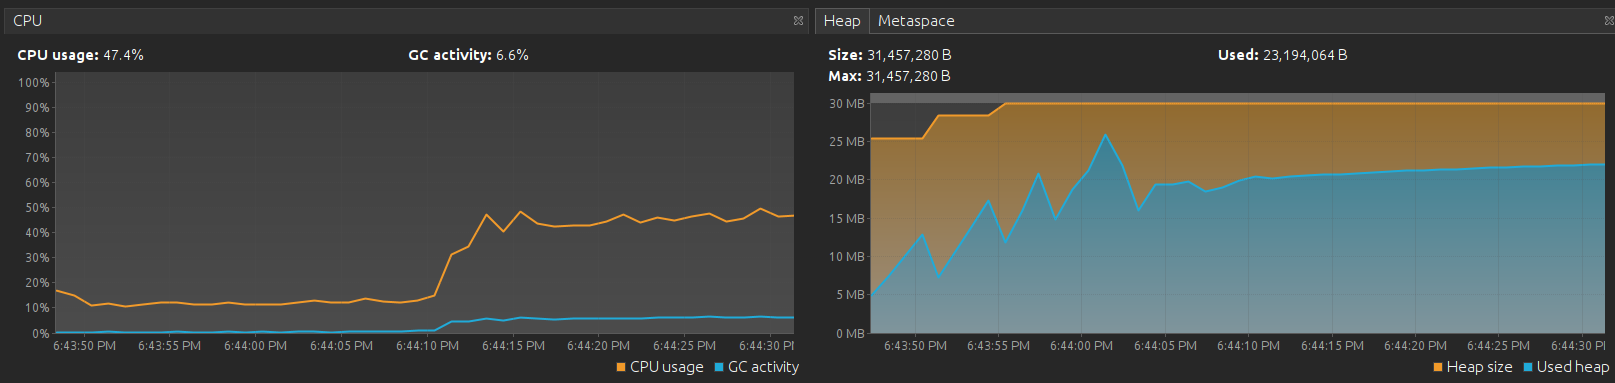 CPU
CPU usage: 47.4% GC activity: 6.6%
100%
90%
80%
70%
60%
50%
40%
30%
20%
10%
0%
6:43:50 PM 6:43:55 PM 6:44:00 PM 6:44:05 PM 6:44:10 PM 6:44:15 PM 6:44:20 PM 6:44:25 PM 6:44:30 PM
CPU usage GC activity
Heap Metaspace
Size: 31,457,280 B Used: 23,194,064 B
Max: 31,457,280 B
30 MB
25 MB
20 MB
15 MB
10 MB
5 MB
0 MB
6:43:50 PM 6:43:55 PM 6:44:00 PM 6:44:05 PM 6:44:10 PM 6:44:15 PM 6:44:20 PM 6:44:25 PM 6:44:30 P
Heap size Used heap